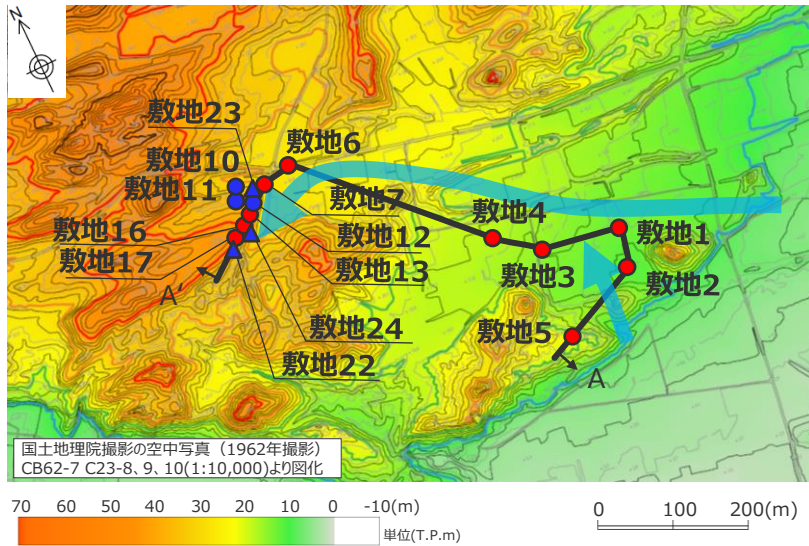 N
敷地23
敷地10
敷地11
敷地6
敷地7
敷地16
敷地17
敷地12
敷地13
敷地4
敷地3
敷地1
敷地2
敷地5
敷地24
敷地22
A'
A
国土地理院撮影の空中写真（1962年撮影）
CB62-7 C23-8、9、10(1:10,000)より図化
70 60 50 40 30 20 10 0 -10(m)
単位(T.P.m)
0 100 200(m)